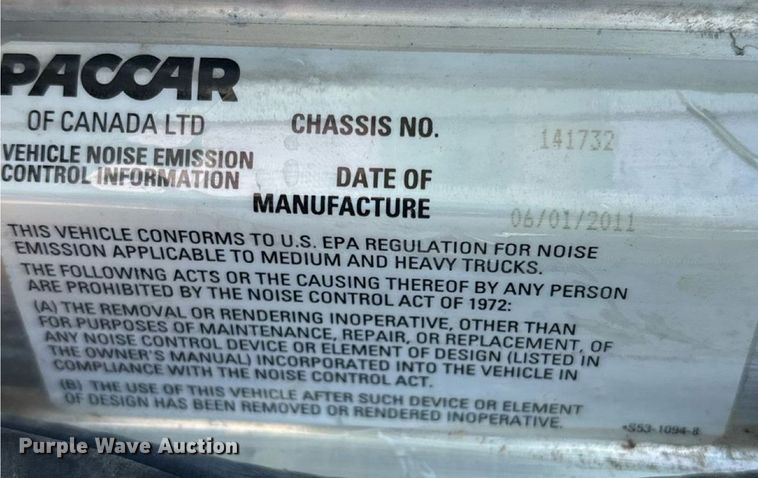 PACCAR
OF CANADA LTD
CHASSIS NO. 141732
VEHICLE NOISE EMISSION
CONTROL INFORMATION
DATE OF
MANUFACTURE 06/01/2011
THIS VEHICLE CONFORMS TO U.S. EPA REGULATION FOR NOISE
EMISSION APPLICABLE TO MEDIUM AND HEAVY TRUCKS.
THE FOLLOWING ACTS OR THE CAUSING THEREOF BY ANY PERSON
ARE PROHIBITED BY THE NOISE CONTROL ACT OF 1972:
(A) THE REMOVAL OR RENDERING INOPERATIVE, OTHER THAN
FOR PURPOSES OF MAINTENANCE, REPAIR, OR REPLACEMENT, OF
ANY NOISE CONTROL DEVICE OR ELEMENT OF DESIGN (LISTED IN
THE OWNER'S MANUAL) INCORPORATED INTO THE VEHICLE IN
COMPLIANCE WITH THE NOISE CONTROL ACT.
(B) THE USE OF THIS VEHICLE AFTER SUCH DEVICE OR ELEMENT
OF DESIGN HAS BEEN REMOVED OR RENDERED INOPERATIVE.
*S53-1094-8
Purple Wave Auction